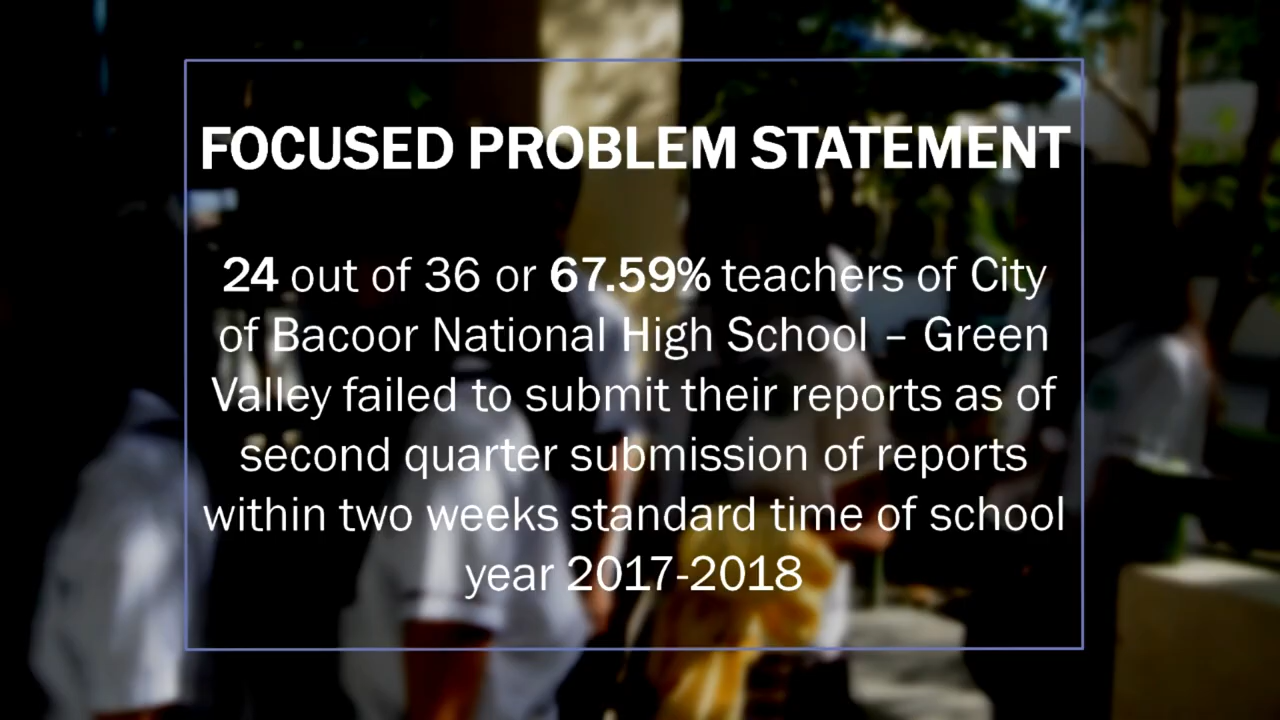 FOCUSED PROBLEM STATEMENT
24 out of 36 or 67.59% teachers of City
of Bacoor National High School – Green
Valley failed to submit their reports as of
second quarter submission of reports
within two weeks standard time of school
year 2017-2018